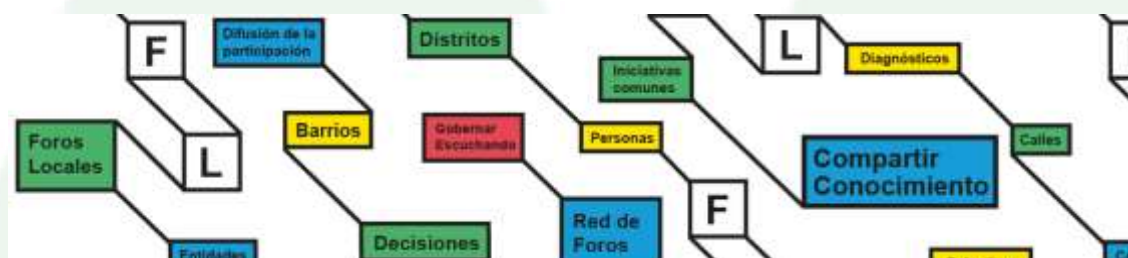 F
Difusión de la
participación
Distritos
L
Diagnósticos
Iniciativas
comunes
Foros
Locales
L
Barrios
Gobernar
Escuchando
Personas
Calles
Compartir
Conocimiento
F
Decisiones
Red de
Foros
Entidades